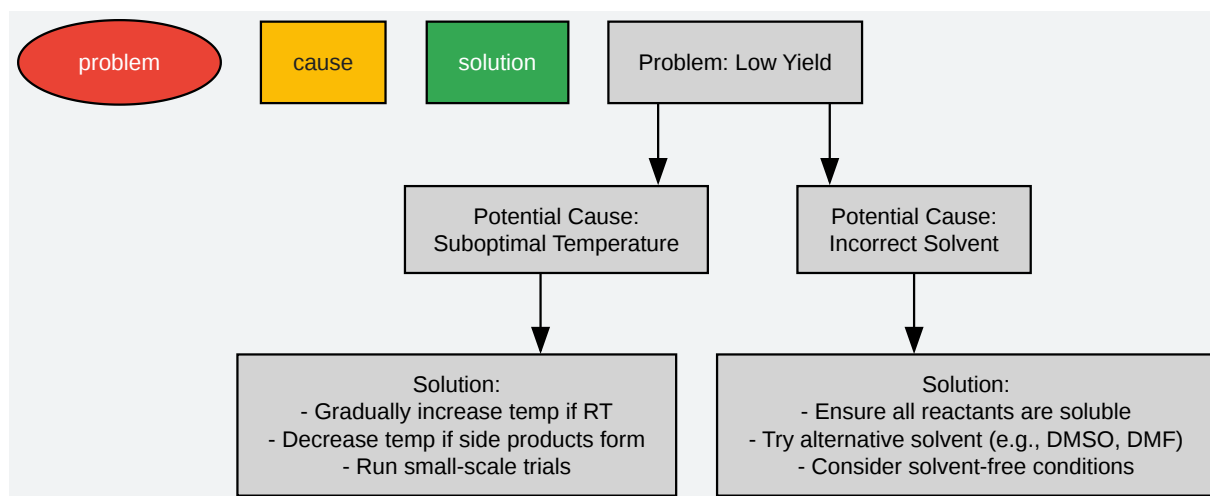 problem
cause
solution
Problem: Low Yield
Potential Cause:
Suboptimal Temperature
Potential Cause:
Incorrect Solvent
Solution:
- Gradually increase temp if RT
- Decrease temp if side products form
- Run small-scale trials
Solution:
- Ensure all reactants are soluble
- Try alternative solvent (e.g., DMSO, DMF)
- Consider solvent-free conditions